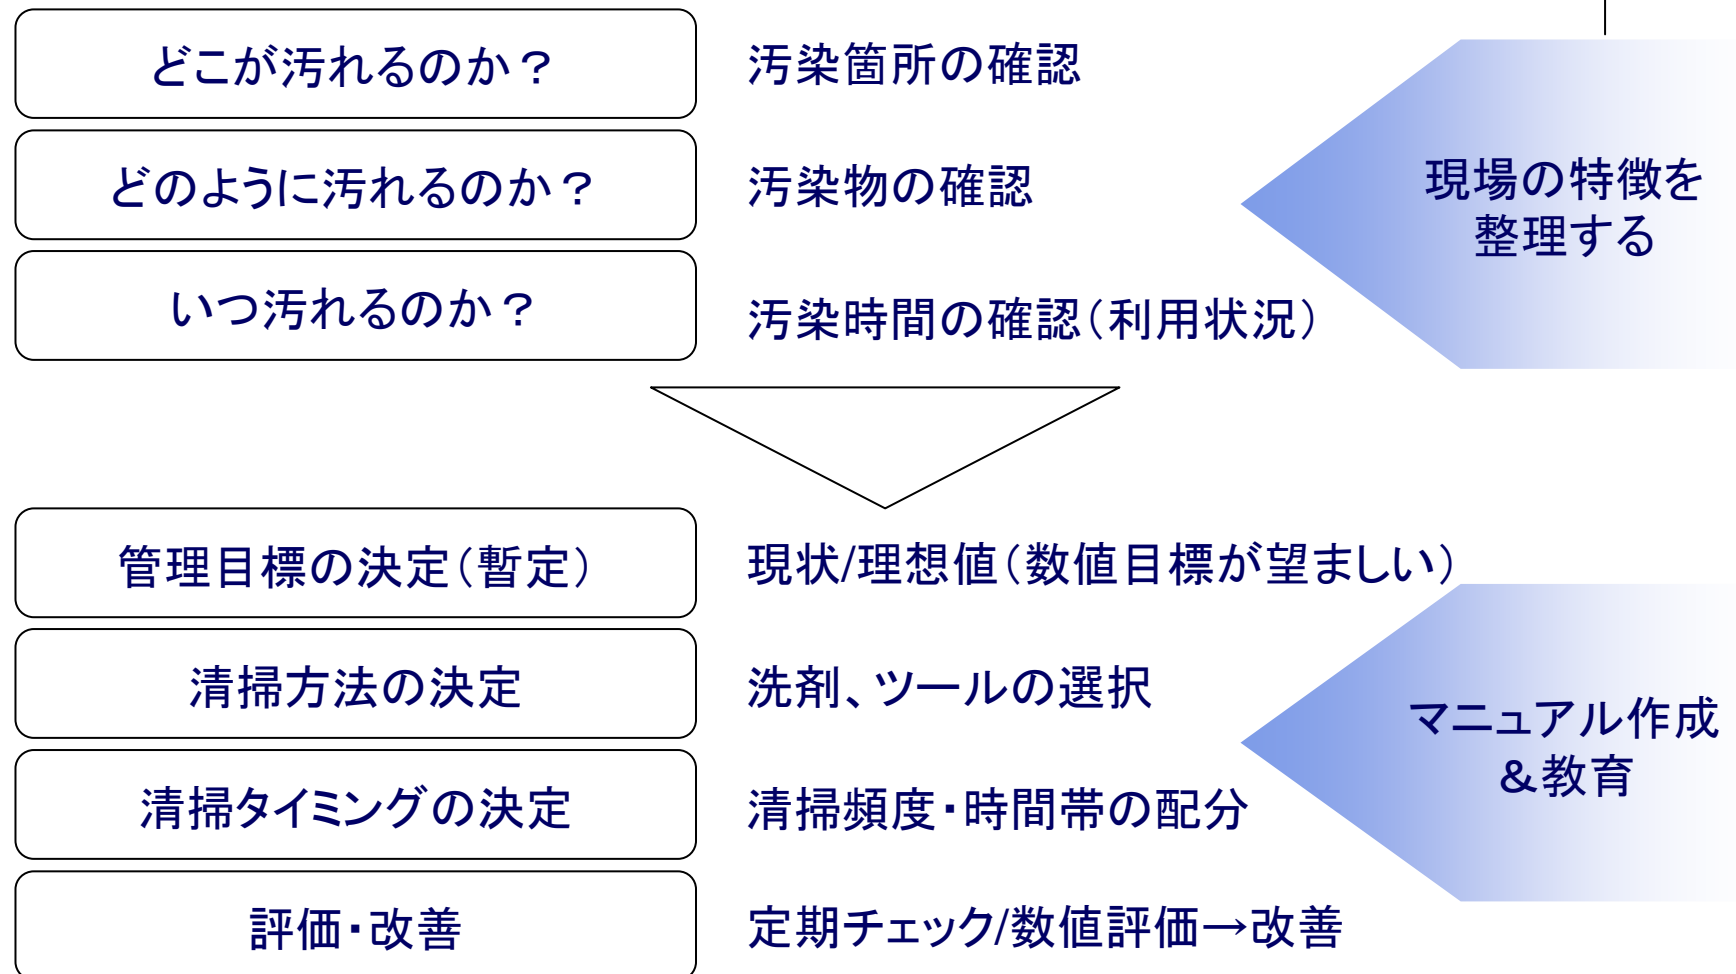 どこが汚れるのか？
汚染箇所の確認
どのように汚れるのか？
汚染物の確認
いつ汚れるのか？
汚染時間の確認（利用状況）
現場の特徴を
整理する
管理目標の決定（暫定）
現状/理想値（数値目標が望ましい）
清掃方法の決定
洗剤、ツールの選択
清掃タイミングの決定
清掃頻度・時間帯の配分
評価・改善
定期チェック/数値評価→改善
マニュアル作成
＆教育